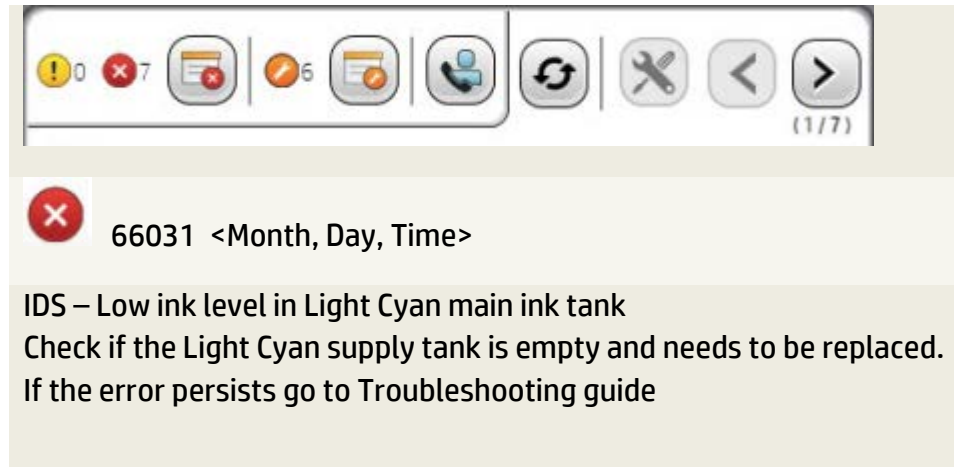 0 7 6
(1/7)
66031 <Month, Day, Time>
IDS – Low ink level in Light Cyan main ink tank
Check if the Light Cyan supply tank is empty and needs to be replaced.
If the error persists go to Troubleshooting guide